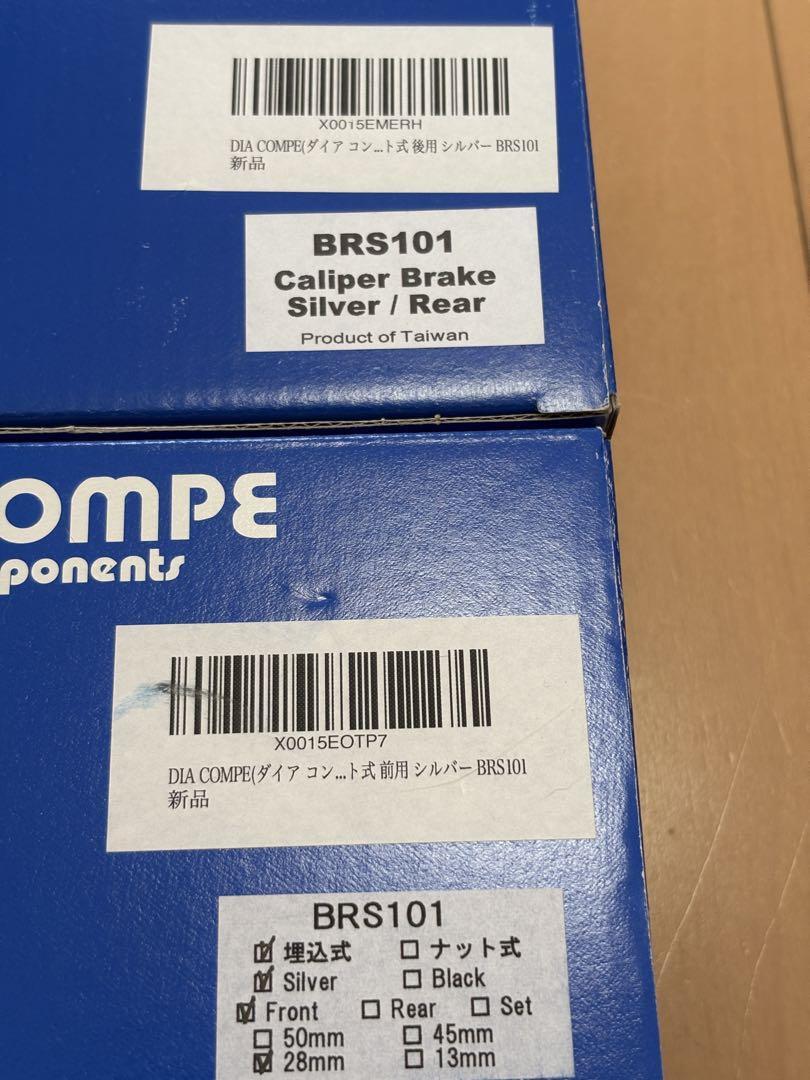 X0015EMERH
DIA COMPE(ダイア コン...ト式 後用 シルバー BRS101
新品
BRS101
Caliper Brake
Silver / Rear
Product of Taiwan
OMPE
ponents
X0015EOTP7
DIA COMPE(ダイア コン...ト式 前用 シルバー BRS101
新品
BRS101
☑ 埋込式 ☐ ナット式
☑ Silver ☐ Black
☑ Front ☐ Rear ☐ Set
☐ 50mm ☐ 45mm
☑ 28mm ☐ 13mm